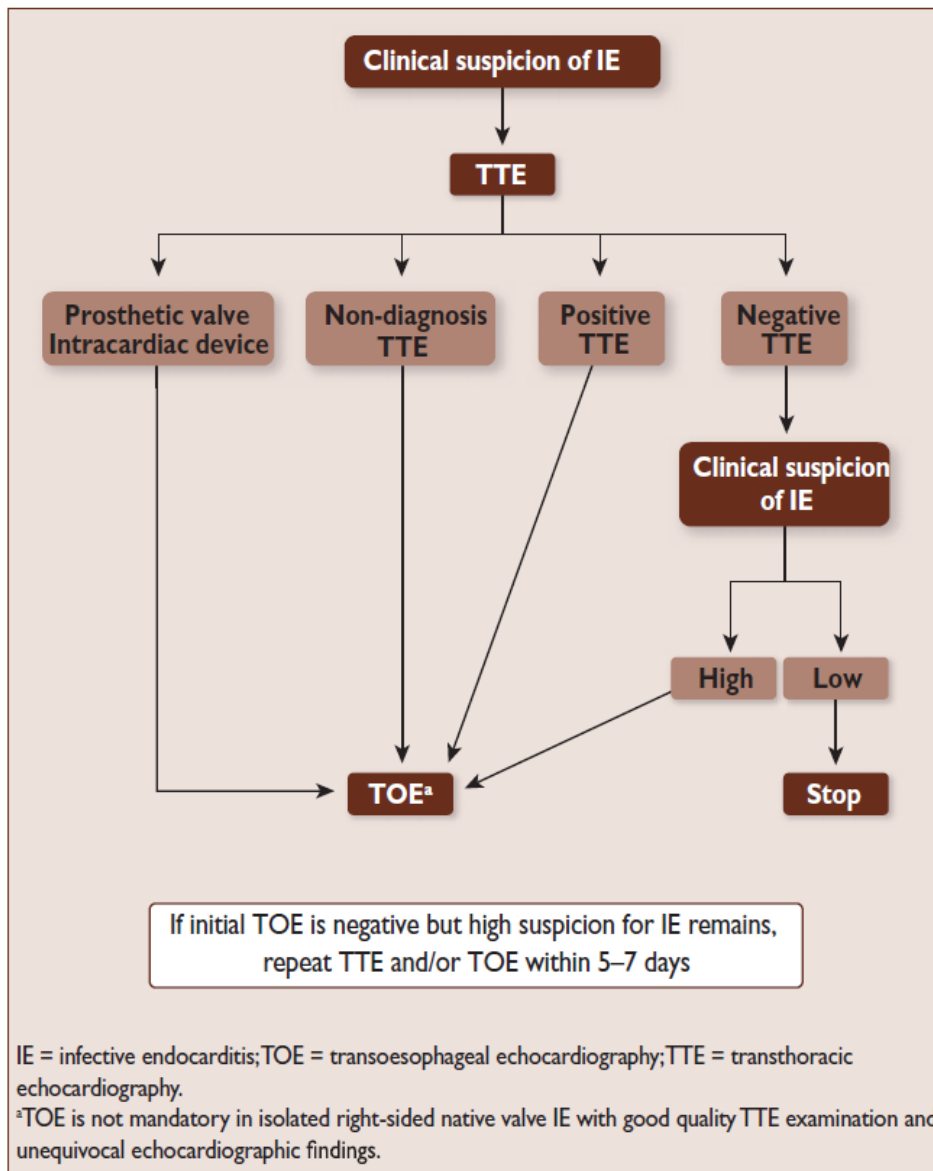 Clinical suspicion of IE
TTE
Prosthetic valve
Intracardiac device
Non-diagnosis
TTE
Positive
TTE
Negative
TTE
Clinical suspicion
of IE
High
Low
TOEᵃ
Stop
If initial TOE is negative but high suspicion for IE remains,
repeat TTE and/or TOE within 5–7 days
IE = infective endocarditis; TOE = transoesophageal echocardiography; TTE = transthoracic
echocardiography.
ᵃTOE is not mandatory in isolated right-sided native valve IE with good quality TTE examination and
unequivocal echocardiographic findings.